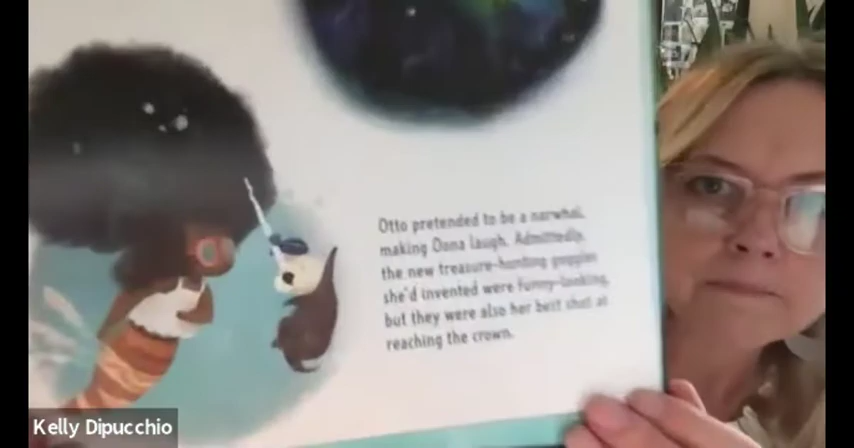 Otto pretended to be a narwhal,
making Oona laugh. Admittedly,
the new treasure-hunting goggles
she'd invented were funny-looking,
but they were also her best shot at
reaching the crown.
Kelly Dipucchio